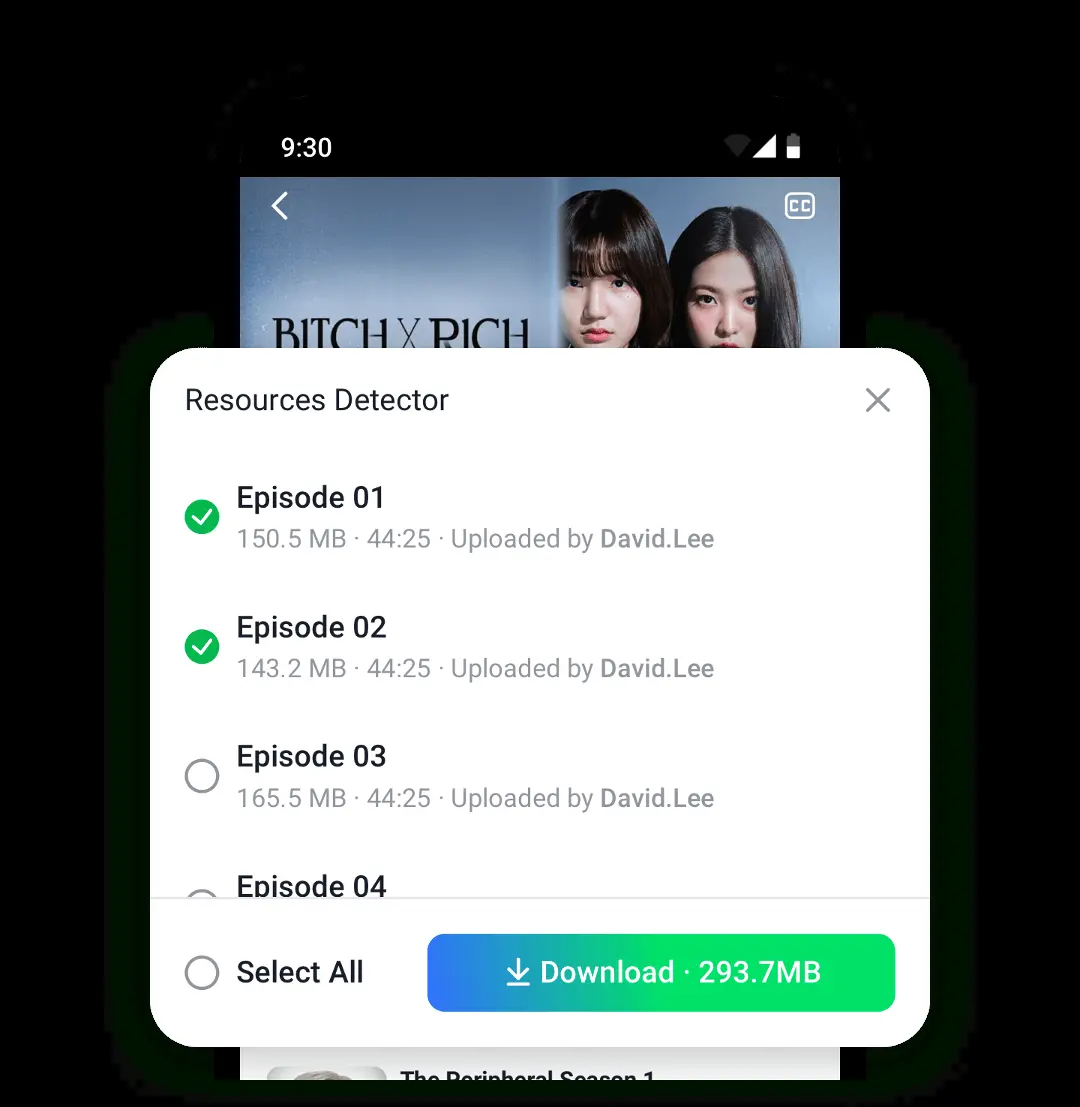 9:30
CC
BITCH X RICH
Resources Detector
Episode 01
150.5 MB · 44:25 · Uploaded by David.Lee
Episode 02
143.2 MB · 44:25 · Uploaded by David.Lee
Episode 03
165.5 MB · 44:25 · Uploaded by David.Lee
Episode 04
Select All
Download · 293.7MB
The Peripheral Season 1